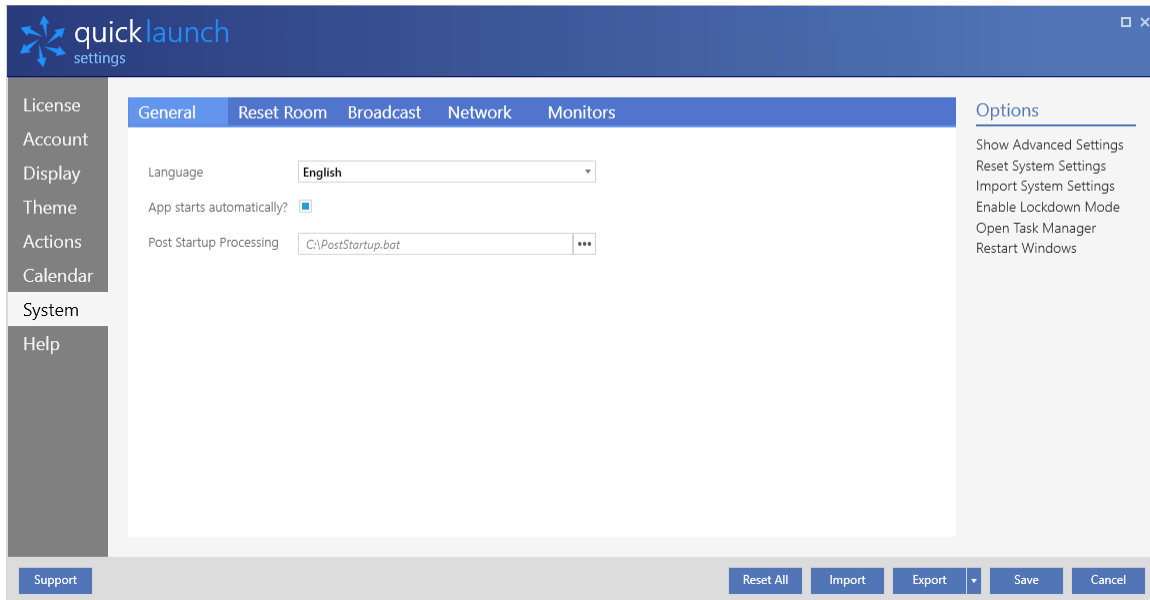 quicklaunch
settings
License
Account
Display
Theme
Actions
Calendar
System
Help
General Reset Room Broadcast Network Monitors
Language English
App starts automatically?
Post Startup Processing C:\PostStartup.bat
Options
Show Advanced Settings
Reset System Settings
Import System Settings
Enable Lockdown Mode
Open Task Manager
Restart Windows
Support Reset All Import Export Save Cancel